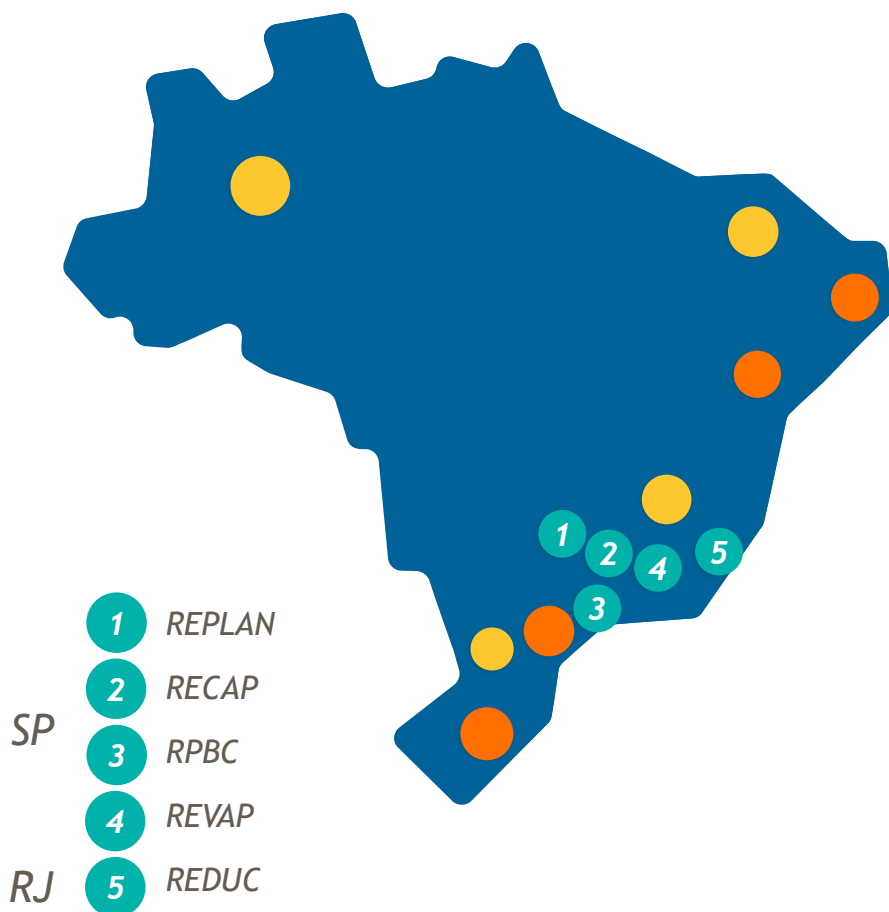 1
2
4
5
3
1 REPLAN
2 RECAP
SP
3 RPBC
4 REVAP
RJ 5 REDUC